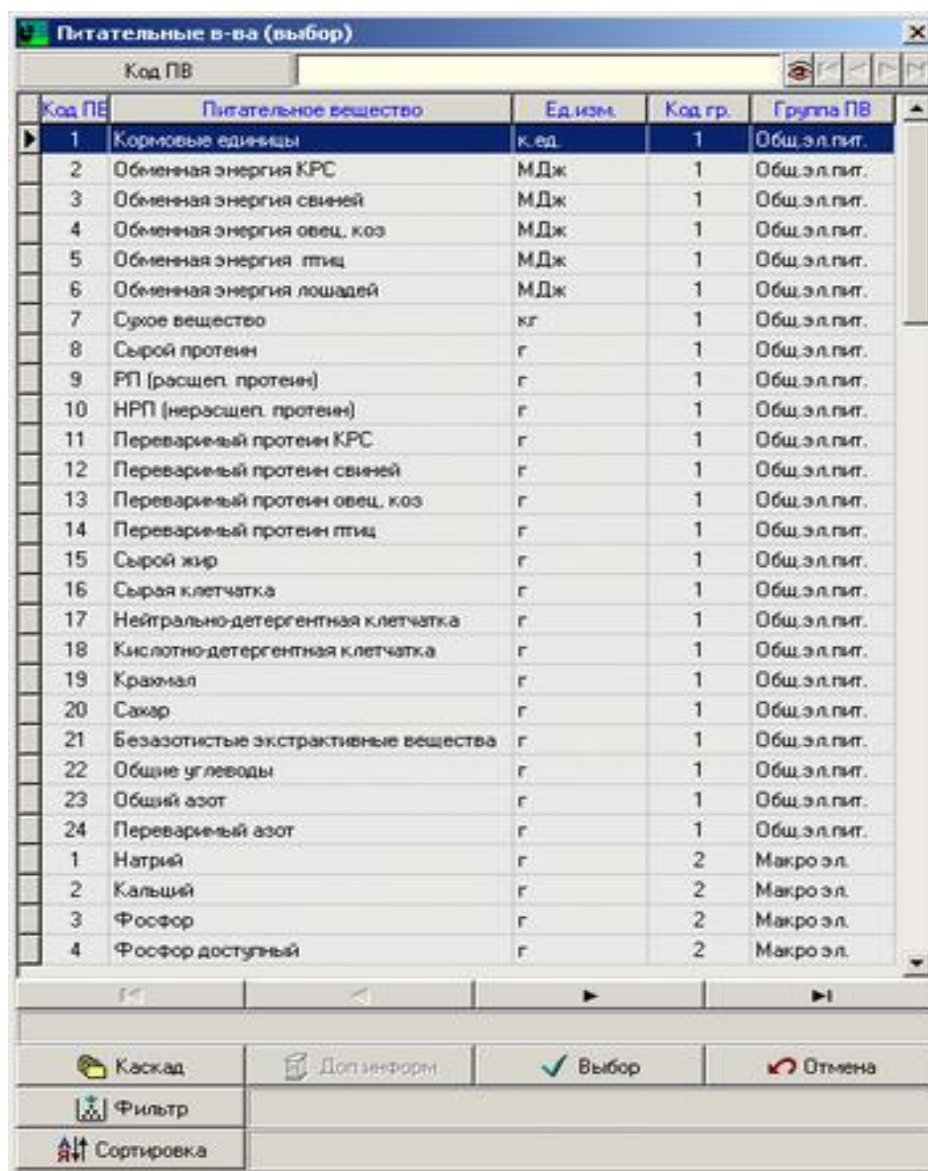 Питательные в-ва (выбор)
Код ПВ
Код ПВ Питательное вещество Ед.изм. Код гр. Группа ПВ
1 Кормовые единицы к.ед. 1 Общ.эл.пит.
2 Обменная энергия КРС МДж 1 Общ.эл.пит.
3 Обменная энергия свиней МДж 1 Общ.эл.пит.
4 Обменная энергия овец, коз МДж 1 Общ.эл.пит.
5 Обменная энергия птиц МДж 1 Общ.эл.пит.
6 Обменная энергия лошадей МДж 1 Общ.эл.пит.
7 Сухое вещество кг 1 Общ.эл.пит.
8 Сырой протеин г 1 Общ.эл.пит.
9 РП (расщеп. протеин) г 1 Общ.эл.пит.
10 НРП (нерасщеп. протеин) г 1 Общ.эл.пит.
11 Переваримый протеин КРС г 1 Общ.эл.пит.
12 Переваримый протеин свиней г 1 Общ.эл.пит.
13 Переваримый протеин овец, коз г 1 Общ.эл.пит.
14 Переваримый протеин птиц г 1 Общ.эл.пит.
15 Сырой жир г 1 Общ.эл.пит.
16 Сырая клетчатка г 1 Общ.эл.пит.
17 Нейтрально-детергентная клетчатка г 1 Общ.эл.пит.
18 Кислотно-детергентная клетчатка г 1 Общ.эл.пит.
19 Крахмал г 1 Общ.эл.пит.
20 Сахар г 1 Общ.эл.пит.
21 Безазотистые экстрактивные вещества г 1 Общ.эл.пит.
22 Общие углеводы г 1 Общ.эл.пит.
23 Общий азот г 1 Общ.эл.пит.
24 Переваримый азот г 1 Общ.эл.пит.
1 Натрий г 2 Макро эл.
2 Кальций г 2 Макро эл.
3 Фосфор г 2 Макро эл.
4 Фосфор доступный г 2 Макро эл.
Каскад Доп.информ Выбор Отмена
Фильтр
Сортировка